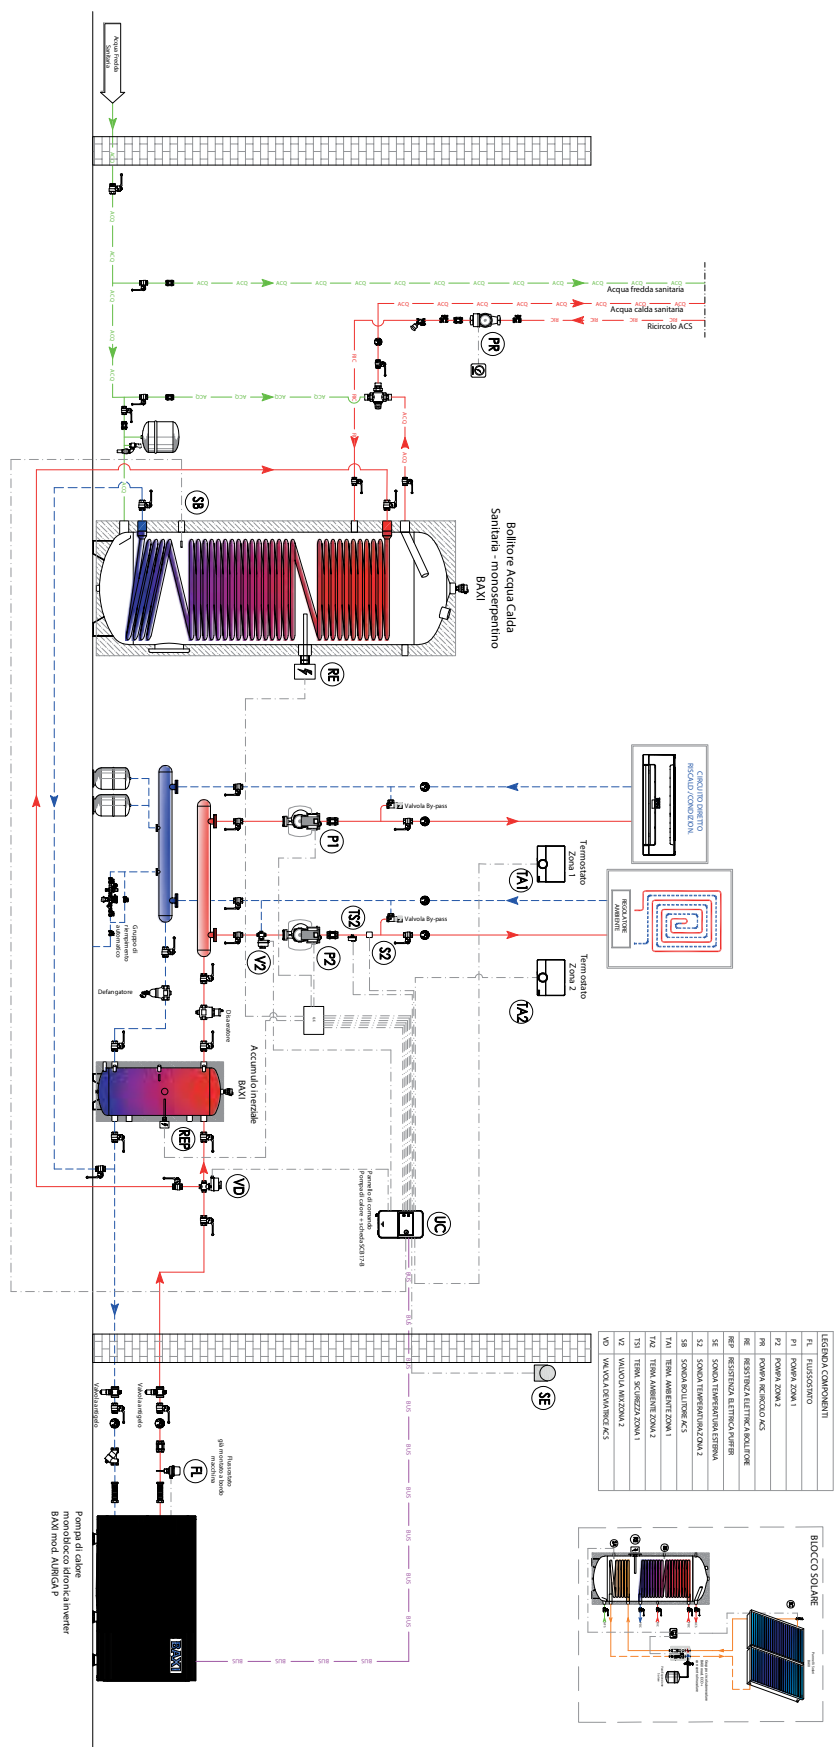 Acqua Fredda
Sanitaria
Acqua fredda sanitaria
Acqua calda sanitaria
Ricircolo ACS
PR
SB
Bollitore Acqua Calda
Sanitaria - monoserpentino
BAXI
RE
CIRCUITO DIRETTO
RISCALD./CONDIZION.
Valvola By-pass
P1
Termostato
Zona 1
TA1
REGOLATORE
AMBIENTE
Valvola By-pass
TS2
S2
P2
V2
Termostato
Zona 2
TA2
Gruppo di
riempimento
automatico
Defangatore
Disaeratore
Accumulo inerziale
BAXI
REP
VD
Pannello di comando
Pompa di calore + scheda SCB17-B
UC
BUS
SE
Valvola antigelo
Valvola antigelo
Flussostato
già montato a bordo
macchina
FL
Pompa di calore
monoblocco idronica inverter
BAXI mod. AURIGA P
BAXI
LEGENDA COMPONENTI
FL FLUSSOSTATO
P1 POMPA ZONA 1
P2 POMPA ZONA 2
PR POMPA RICIRCOLO ACS
RE RESISTENZA ELETTRICA BOLLITORE
REP RESISTENZA ELETTRICA PUFFER
SE SONDA TEMPERATURA ESTERNA
S2 SONDA TEMPERATURA ZONA 2
SB SONDA BOLLITORE ACS
TA1 TERM. AMBIENTE ZONA 1
TA2 TERM. AMBIENTE ZONA 2
TS1 TERM. SICUREZZA ZONA 1
V2 VALVOLA MIX ZONA 2
VD VALVOLA DEVIATRICE ACS
BLOCCO SOLARE